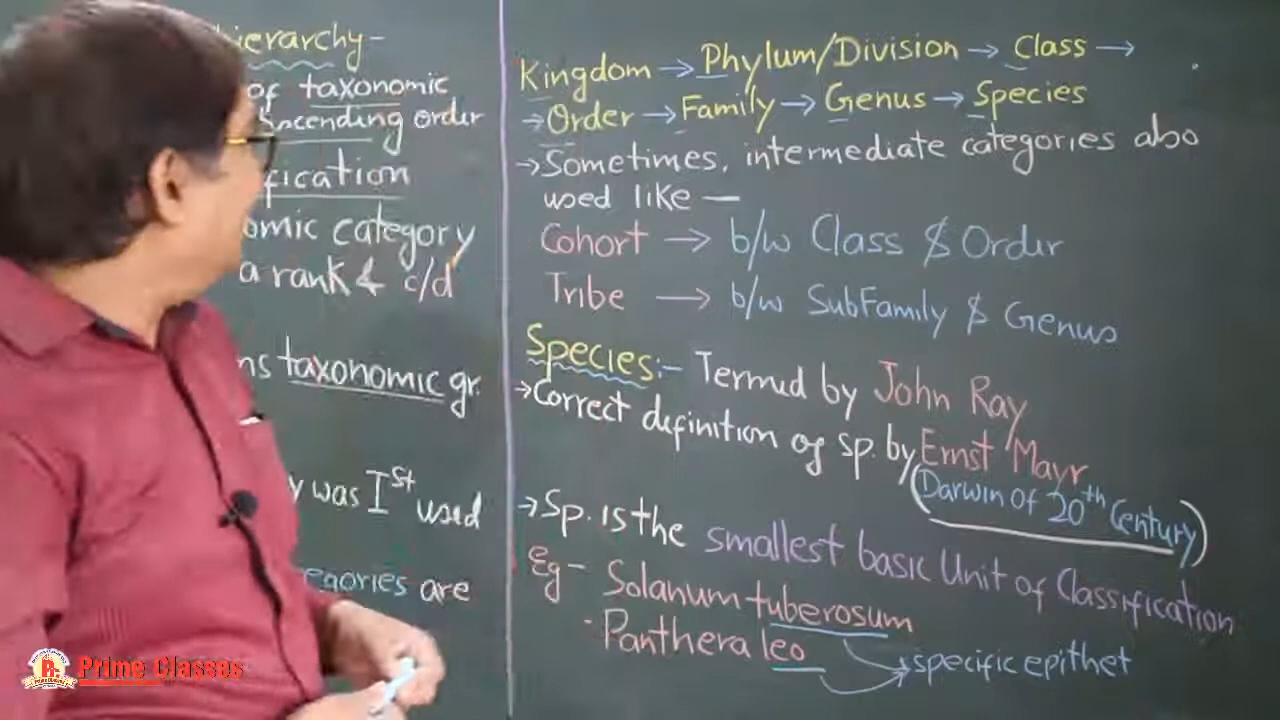 hierarchy-
of taxonomic
order
fication
omic category
a rank & c/d
ns taxonomic gr.
y was Ist used
egories are
Kingdom → Phylum/Division → Class →
→ Order → Family → Genus → Species
→ Sometimes, intermediate categories also
used like —
Cohort → b/w Class & Order
Tribe → b/w SubFamily & Genus
Species:- Termed by John Ray
→ Correct definition of sp. by Ernst Mayr
(Darwin of 20th Century)
→ Sp. is the smallest basic Unit of Classification
Eg- Solanum tuberosum
Panthera leo
→ specific epithet
Prime Classes